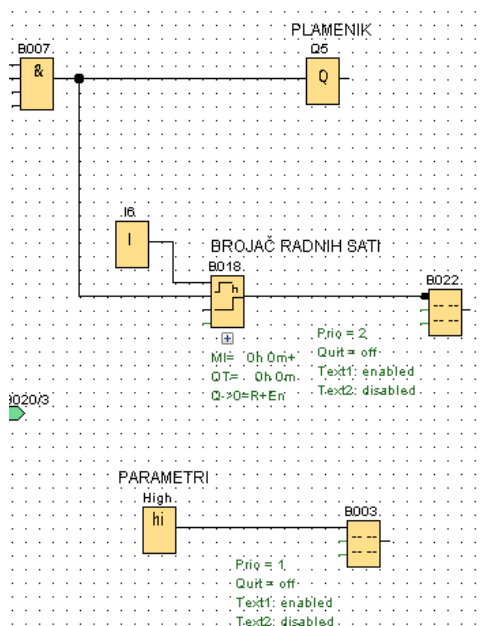 PLAMENIK
B007
Q5
&
Q
I6
I
BROJAČ RADNIH SATI
B018
B022
h
MI= 0h 0m+
OT= 0h 0m
Q->0=R+En
Prio = 2
Quit = off
Text1: enabled
Text2: disabled
B020/3
PARAMETRI
High
hi
B003
Prio = 1
Quit = off
Text1: enabled
Text2: disabled